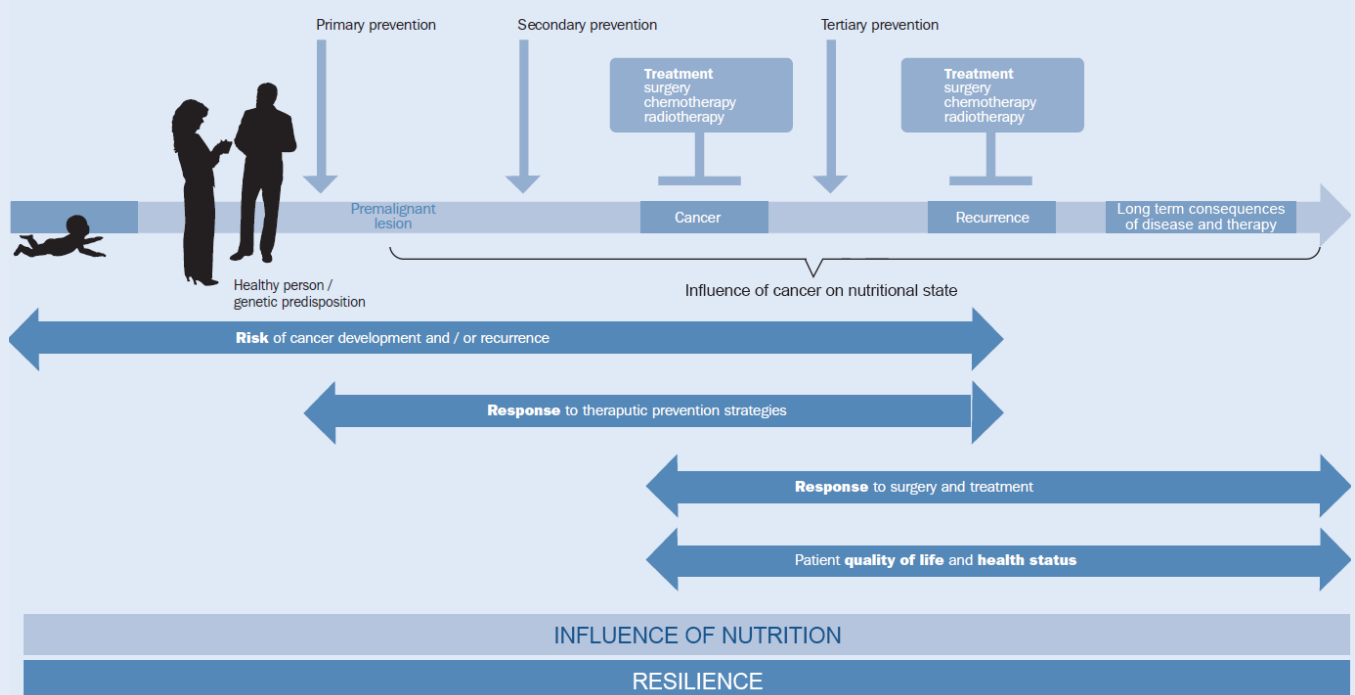 Primary prevention
Secondary prevention
Tertiary prevention
Treatment
surgery
chemotherapy
radiotherapy
Treatment
surgery
chemotherapy
radiotherapy
Premalignant
lesion
Cancer
Recurrence
Long term consequences
of disease and therapy
Healthy person /
genetic predisposition
Influence of cancer on nutritional state
Risk of cancer development and / or recurrence
Response to theraputic prevention strategies
Response to surgery and treatment
Patient quality of life and health status
INFLUENCE OF NUTRITION
RESILIENCE